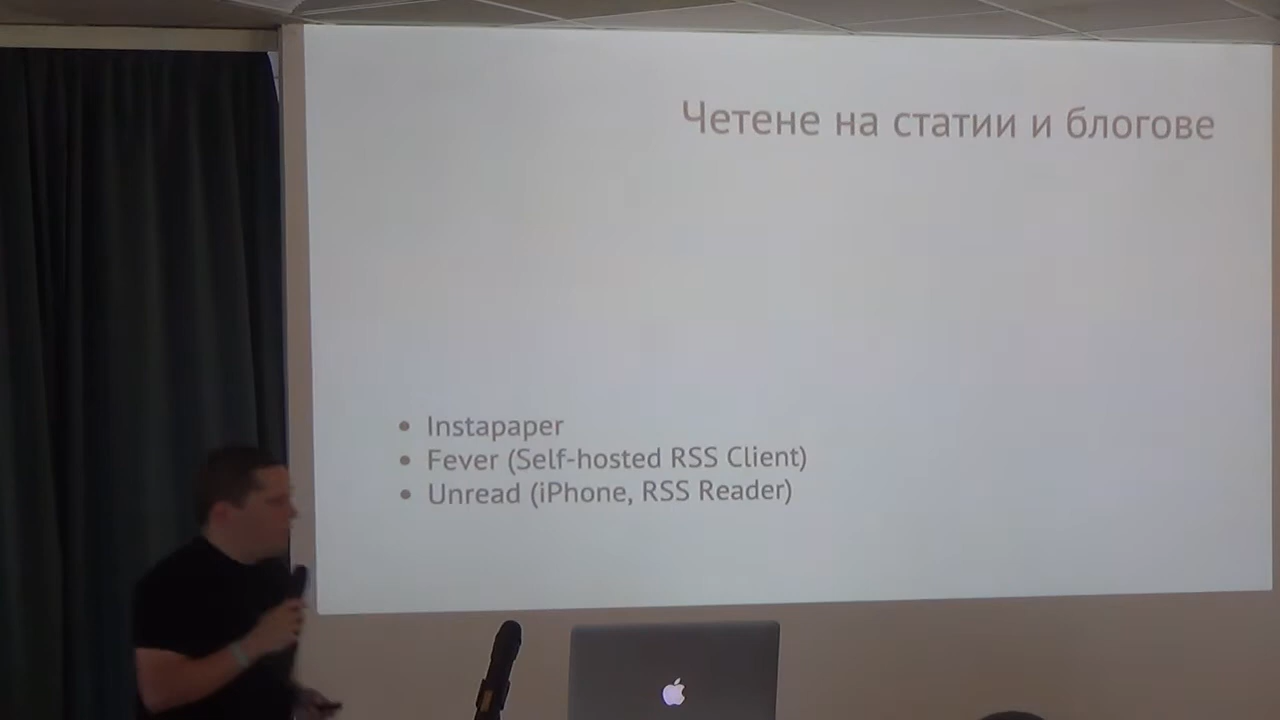 Четене на статии и блогове
• Instapaper
• Fever (Self-hosted RSS Client)
• Unread (iPhone, RSS Reader)